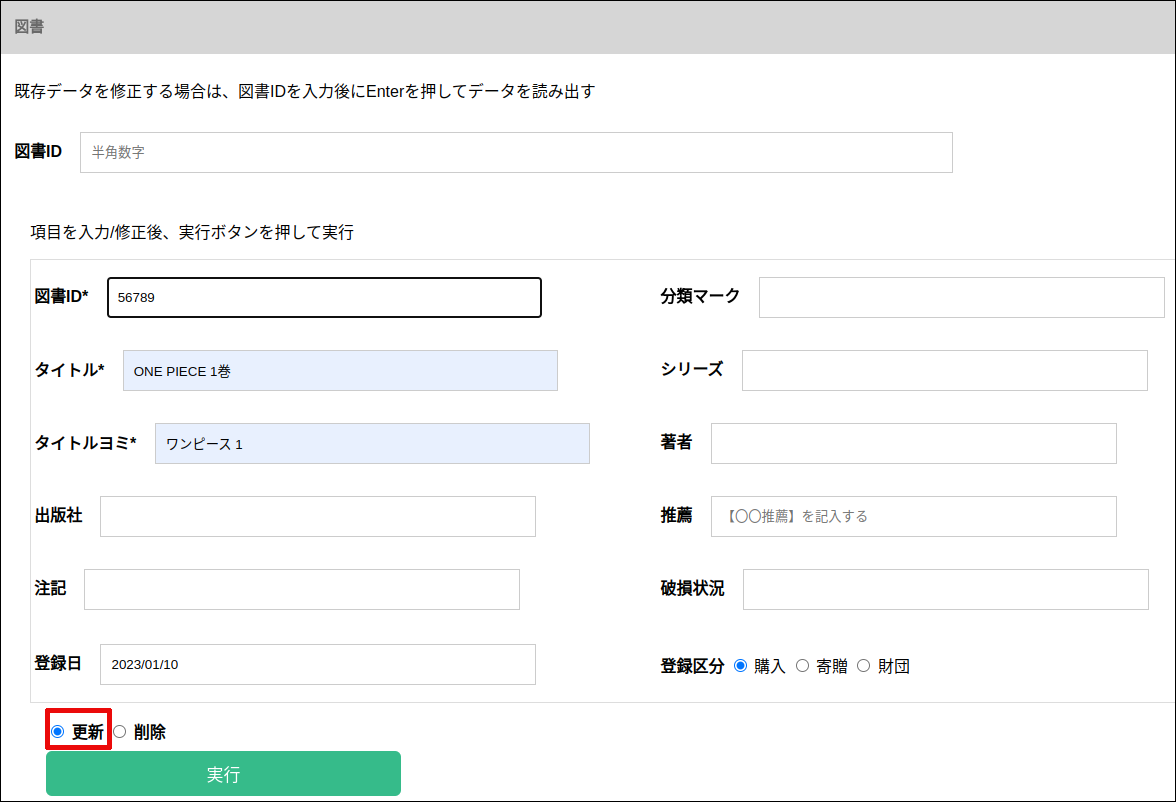 図書
既存データを修正する場合は、図書IDを入力後にEnterを押してデータを読み出す
図書ID 半角数字
項目を入力/修正後、実行ボタンを押して実行
図書ID* 56789 分類マーク
タイトル* ONE PIECE 1巻 シリーズ
タイトルヨミ* ワンピース 1 著者
出版社 推薦 【〇〇推薦】を記入する
注記 破損状況
登録日 2023/01/10 登録区分 購入 寄贈 財団
更新 削除
実行